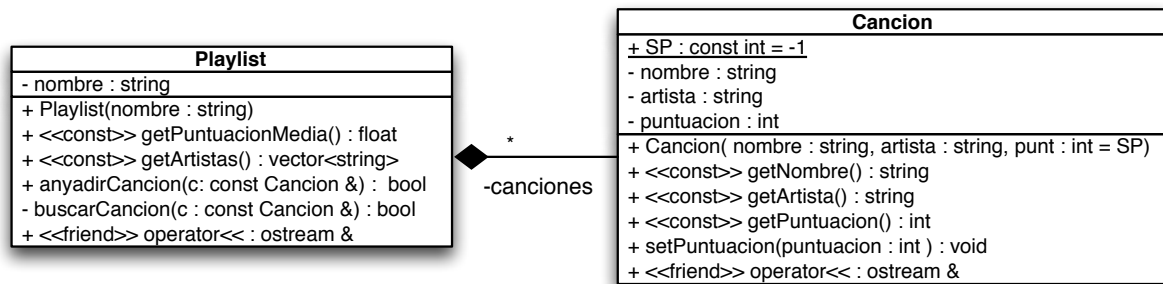 Playlist
- nombre : string
+ Playlist(nombre : string)
+ <<const>> getPuntuacionMedia() : float
+ <<const>> getArtistas() : vector<string>
+ anyadirCancion(c: const Cancion &) : bool
- buscarCancion(c : const Cancion &) : bool
+ <<friend>> operator<< : ostream &
*
-canciones
Cancion
+ SP : const int = -1
- nombre : string
- artista : string
- puntuacion : int
+ Cancion( nombre : string, artista : string, punt : int = SP)
+ <<const>> getNombre() : string
+ <<const>> getArtista() : string
+ <<const>> getPuntuacion() : int
+ setPuntuacion(puntuacion : int ) : void
+ <<friend>> operator<< : ostream &